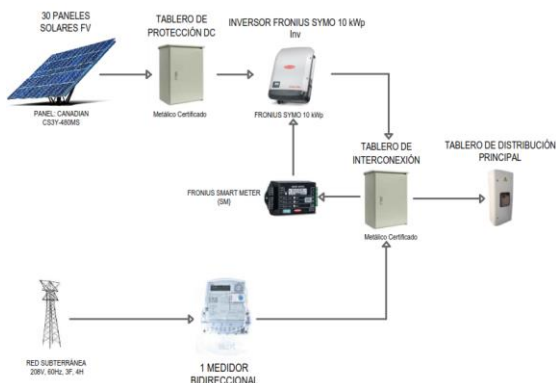 30 PANELES
SOLARES FV
TABLERO DE
PROTECCIÓN DC
INVERSOR FRONIUS SYMO 10 kWp
Inv
PANEL: CANADIAN
CS3Y-480MS
Metálico Certificado
FRONIUS SYMO 10 kWp
TABLERO DE
INTERCONEXIÓN
TABLERO DE DISTRIBUCIÓN
PRINCIPAL
FRONIUS SMART METER
(SM)
Metálico Certificado
RED SUBTERRÁNEA
208V, 60Hz, 3F, 4H
1 MEDIDOR
BIDIRECCIONAL